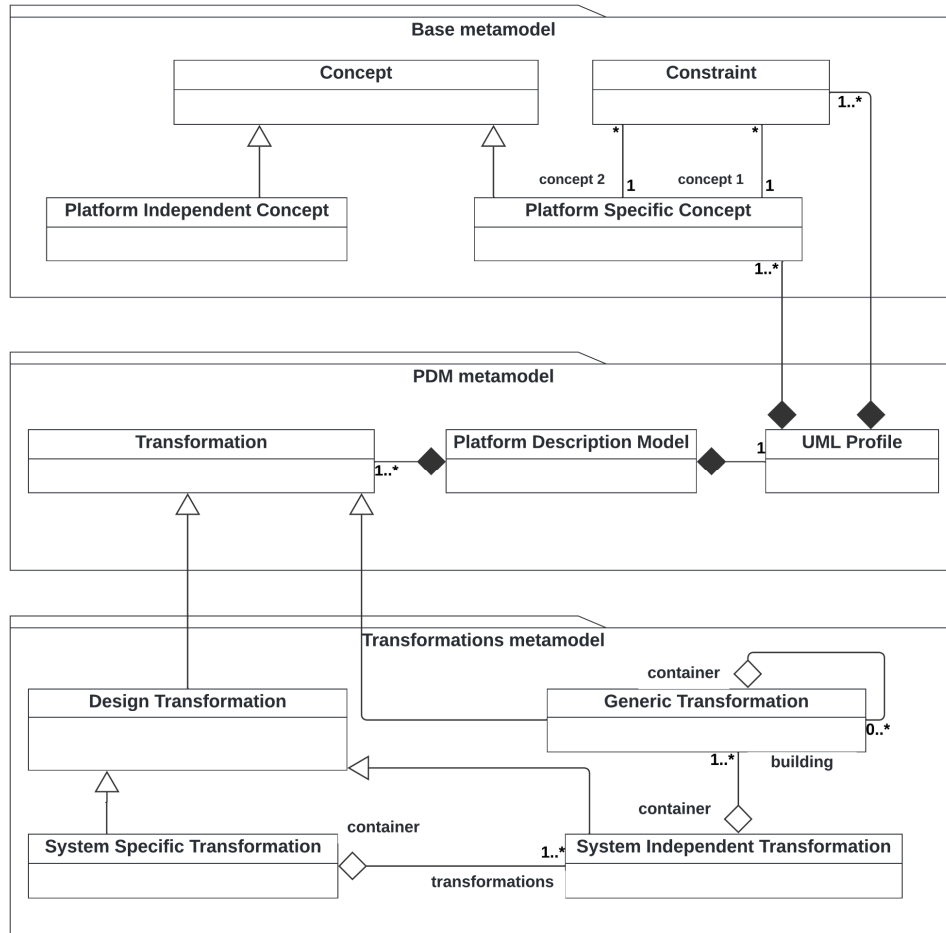 Base metamodel
Concept
Constraint
1..*
*
*
concept 2
1
concept 1
1
Platform Independent Concept
Platform Specific Concept
1..*
PDM metamodel
Transformation
Platform Description Model
UML Profile
1..*
1
Transformations metamodel
container
Design Transformation
Generic Transformation
0..*
1..*
building
container
container
System Specific Transformation
1..*
System Independent Transformation
transformations